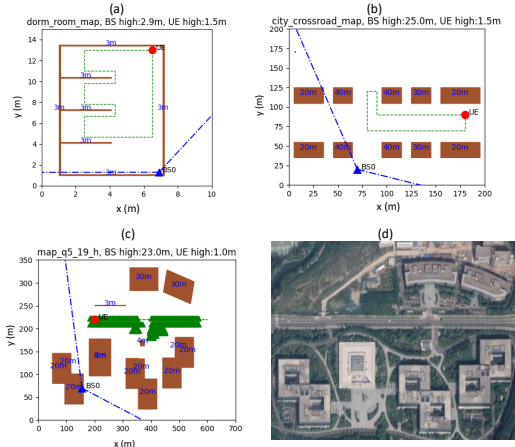 (a)
dorm_room_map, BS high:2.9m, UE high:1.5m
14
12
10
8
6
4
2
0
y (m)
3m
UE
3m
3m
3m
3m
3m
3m
BS0
0 2 4 6 8 10
x (m)
(b)
city_crossroad_map, BS high:25.0m, UE high:1.5m
200
175
150
125
100
75
50
25
0
y (m)
20m 40m 40m 30m 20m
UE
20m 40m 40m 30m 20m
BS0
0 25 50 75 100 125 150 175 200
x (m)
(c)
map_q5_19_h, BS high:23.0m, UE high:1.0m
350
300
250
200
150
100
50
0
y (m)
30m
30m
3m
UE
4m
20m
20m
8m
20m
20m
20m
20m
20m
20m
BS0
0 100 200 300 400 500 600 700
x (m)
(d)